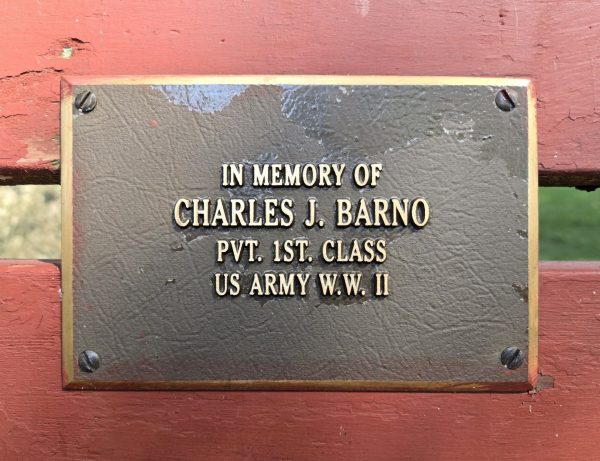 IN MEMORY OF
CHARLES J. BARNO
PVT. 1ST. CLASS
US ARMY W.W. II